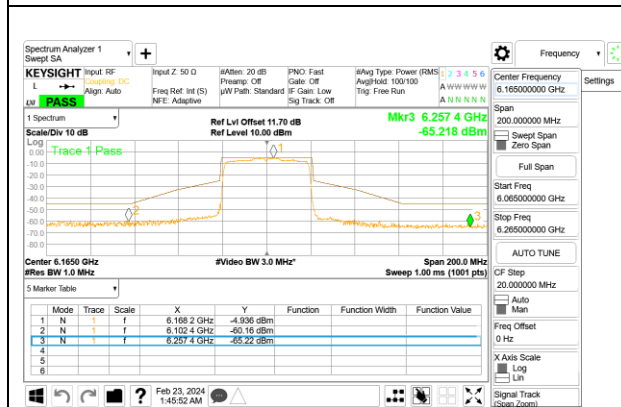 Spectrum Analyzer 1
Swept SA
+
Frequency
Settings
KEYSIGHT
L
PASS
Input: RF
Coupling: DC
Align: Auto
Input Z: 50 Ω
Freq Ref: Int (S)
NFE: Adaptive
#Atten: 20 dB
Preamp: Off
µW Path: Standard
PNO: Fast
Gate: Off
IF Gain: Low
Sig Track: Off
#Avg Type: Power (RMS
Avg|Hold: 100/100
Trig: Free Run
1 2 3 4 5 6
A W W W W W
A N N N N N
1 Spectrum
Scale/Div 10 dB
Ref Lvl Offset 11.70 dB
Ref Level 10.00 dBm
Mkr3 6.257 4 GHz
-65.218 dBm
Log
Trace 1 Pass
0.00
-10.0
-20.0
-30.0
-40.0
-50.0
-60.0
-70.0
-80.0
1
2
3
Center 6.1650 GHz
#Res BW 1.0 MHz
#Video BW 3.0 MHz*
Span 200.0 MHz
Sweep 1.00 ms (1001 pts)
5 Marker Table
Mode Trace Scale X Y Function Function Width Function Value
1 N 1 f 6.168 2 GHz -4.936 dBm
2 N 1 f 6.102 4 GHz -60.16 dBm
3 N 1 f 6.257 4 GHz -65.22 dBm
4
5
6
Feb 23, 2024
1:45:52 AM
Center Frequency
6.165000000 GHz
Span
200.000000 MHz
Swept Span
Zero Span
Full Span
Start Freq
6.065000000 GHz
Stop Freq
6.265000000 GHz
AUTO TUNE
CF Step
20.000000 MHz
Auto
Man
Freq Offset
0 Hz
X Axis Scale
Log
Lin
Signal Track
(Span Zoom)